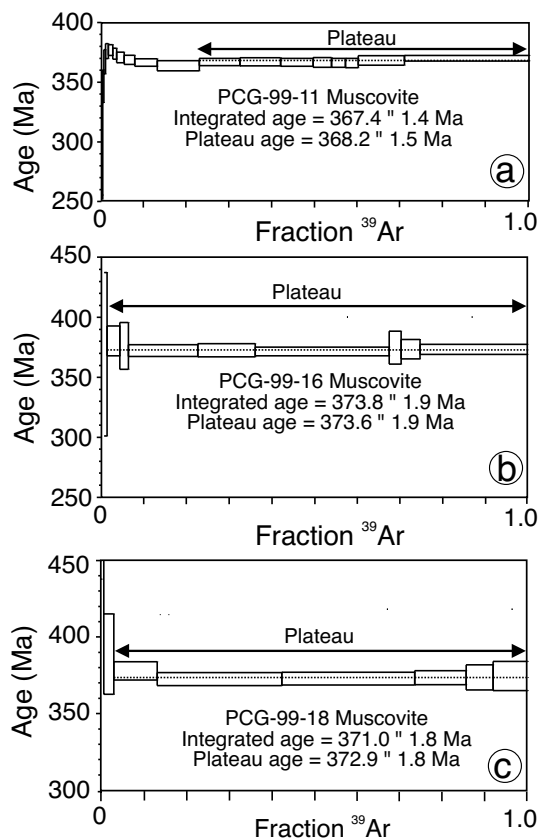 400
350
300
250
Age (Ma)
Plateau
PCG-99-11 Muscovite
Integrated age = 367.4 " 1.4 Ma
Plateau age = 368.2 " 1.5 Ma
a
0
1.0
Fraction ³⁹Ar
450
400
350
300
250
Age (Ma)
Plateau
PCG-99-16 Muscovite
Integrated age = 373.8 " 1.9 Ma
Plateau age = 373.6 " 1.9 Ma
b
0
1.0
Fraction ³⁹Ar
450
400
350
300
Age (Ma)
Plateau
PCG-99-18 Muscovite
Integrated age = 371.0 " 1.8 Ma
Plateau age = 372.9 " 1.8 Ma
c
0
1.0
Fraction ³⁹Ar